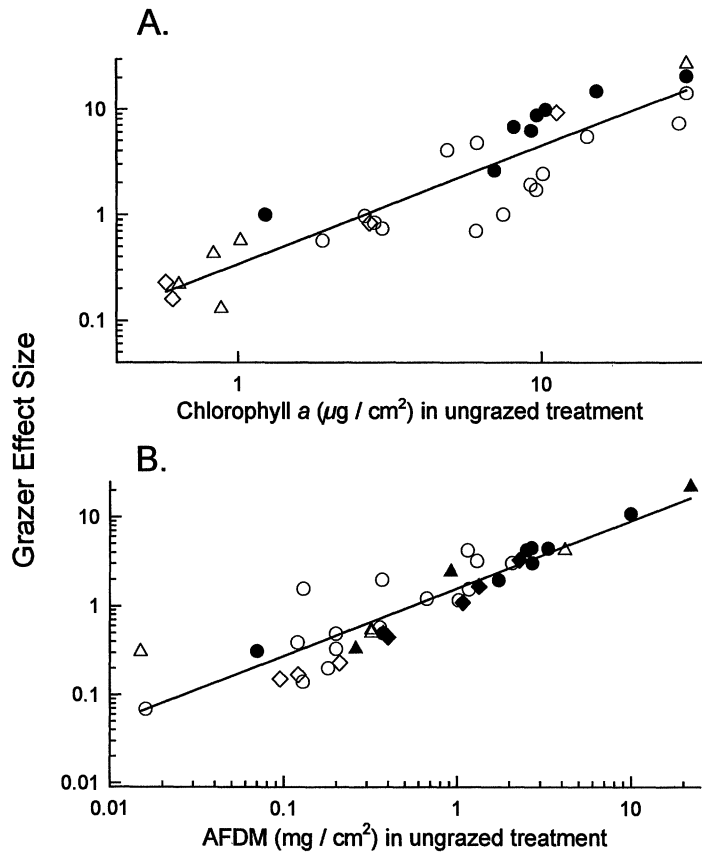 A.
10
1
0.1
1
10
Chlorophyll a (µg / cm²) in ungrazed treatment
Grazer Effect Size
B.
10
1
0.1
0.01
0.01
0.1
1
10
AFDM (mg / cm²) in ungrazed treatment